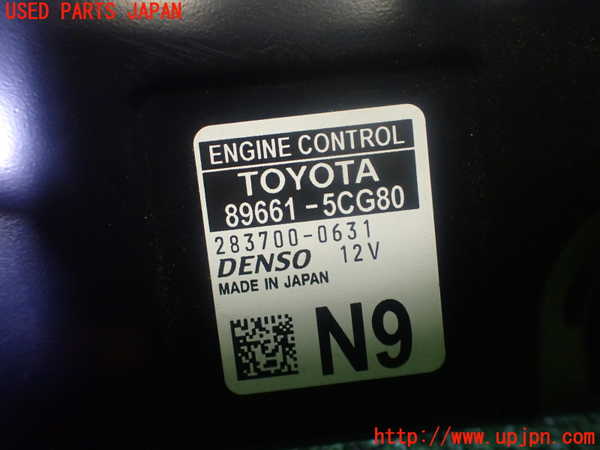 USED PARTS JAPAN
ENGINE CONTROL
TOYOTA
89661-5CG80
283700-0631
DENSO 12V
MADE IN JAPAN
N9
http://www.upjpn.com/